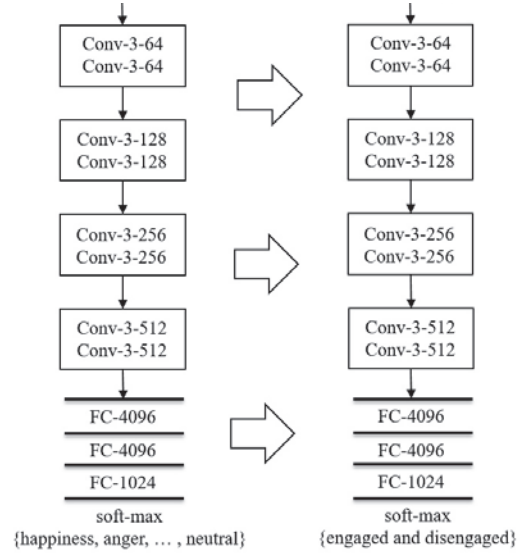 Conv-3-64
Conv-3-64
Conv-3-128
Conv-3-128
Conv-3-256
Conv-3-256
Conv-3-512
Conv-3-512
FC-4096
FC-4096
FC-1024
soft-max
{happiness, anger, … , neutral}
Conv-3-64
Conv-3-64
Conv-3-128
Conv-3-128
Conv-3-256
Conv-3-256
Conv-3-512
Conv-3-512
FC-4096
FC-4096
FC-1024
soft-max
{engaged and disengaged}